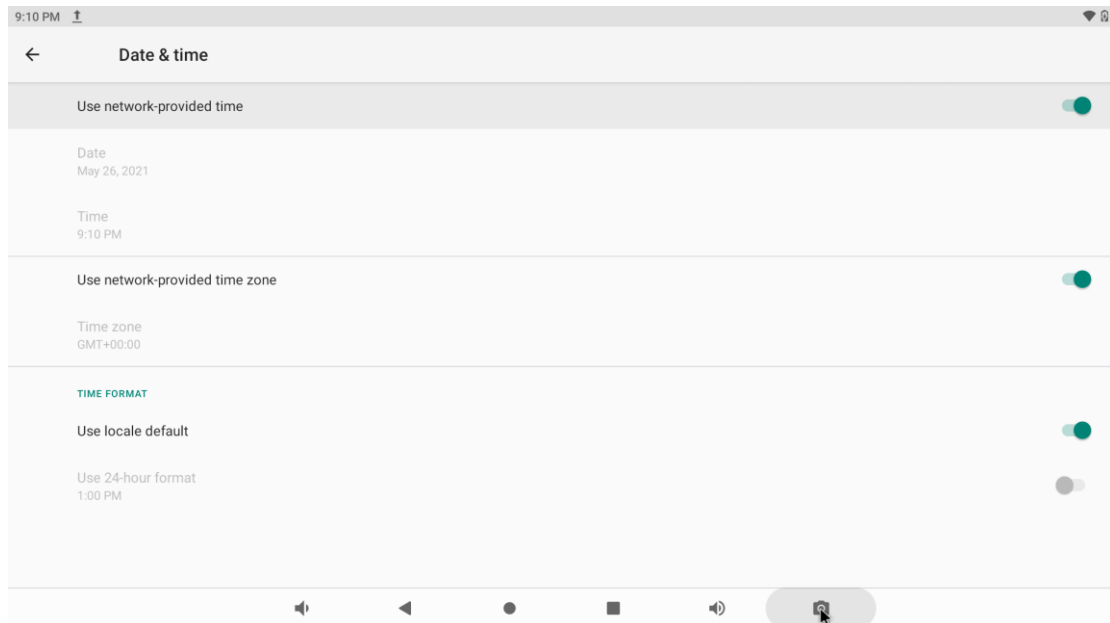 9:10 PM
Date & time
Use network-provided time
Date
May 26, 2021
Time
9:10 PM
Use network-provided time zone
Time zone
GMT+00:00
TIME FORMAT
Use locale default
Use 24-hour format
1:00 PM